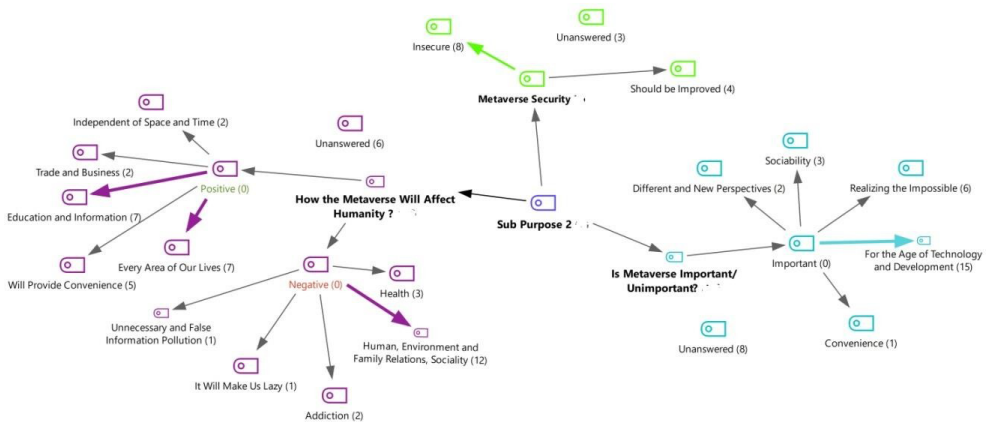 Insecure (8)
Unanswered (3)
Metaverse Security
Should be Improved (4)
Independent of Space and Time (2)
Unanswered (6)
Trade and Business (2)
Positive (0)
Education and Information (7)
How the Metaverse Will Affect
Humanity ?
Every Area of Our Lives (7)
Will Provide Convenience (5)
Negative (0)
Health (3)
Unnecessary and False
Information Pollution (1)
Human, Environment and
Family Relations, Sociality (12)
It Will Make Us Lazy (1)
Addiction (2)
Sub Purpose 2
Sociability (3)
Different and New Perspectives (2)
Realizing the Impossible (6)
Is Metaverse Important/
Unimportant?
Important (0)
For the Age of Technology
and Development (15)
Unanswered (8)
Convenience (1)